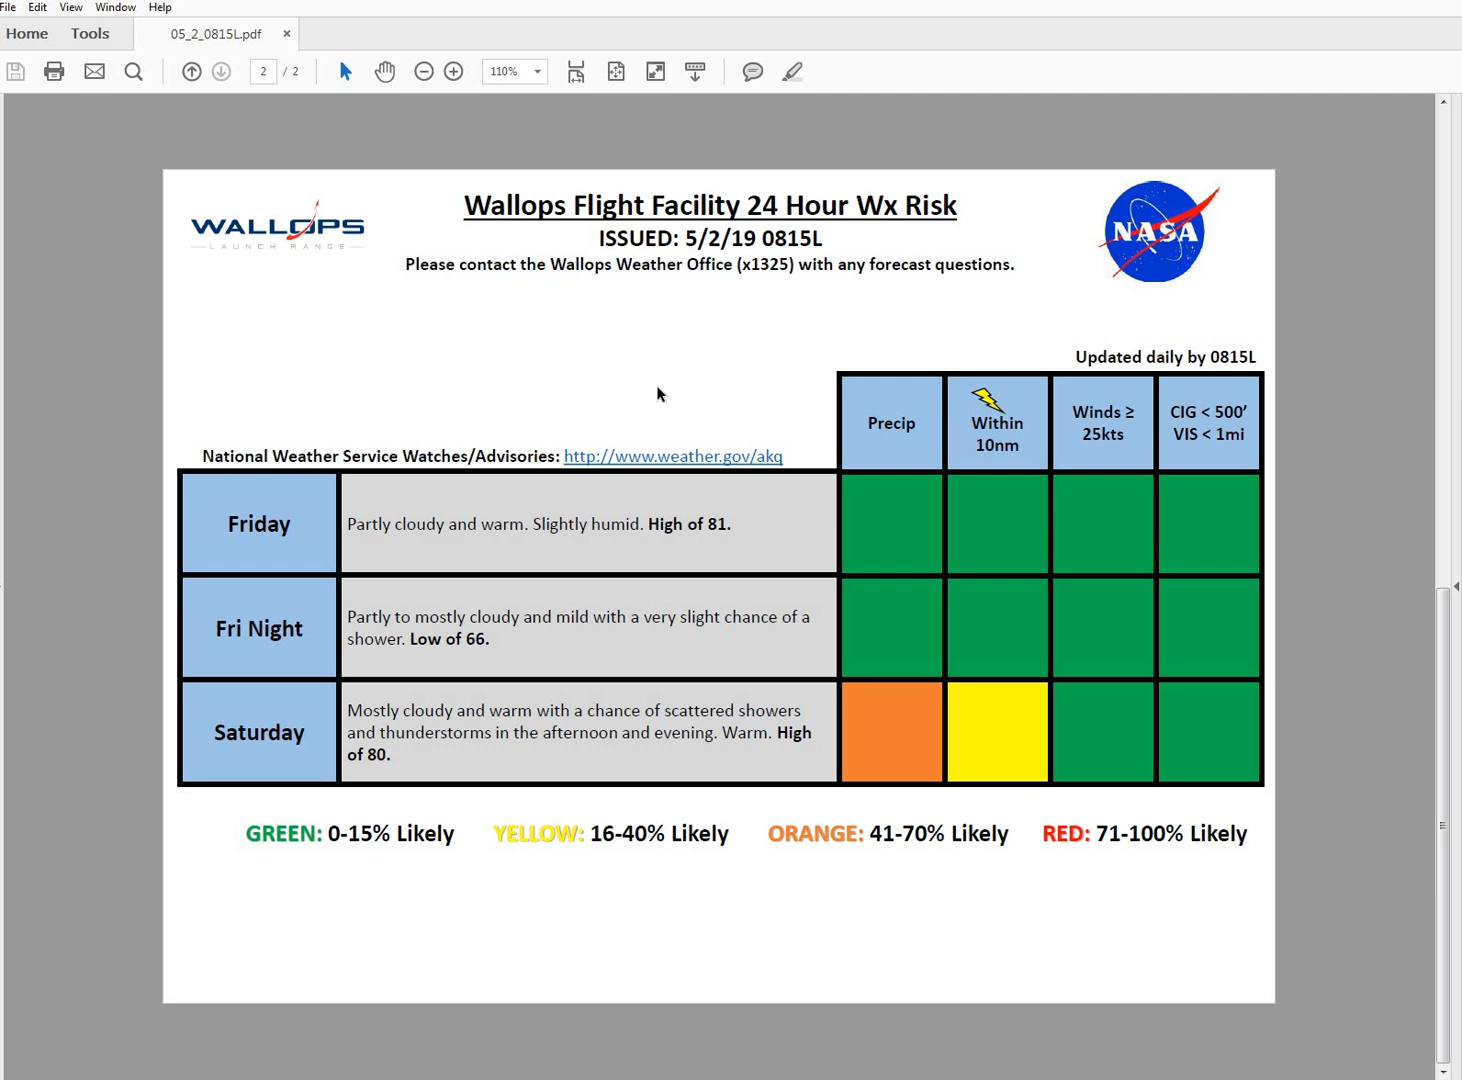 File Edit View Window Help
Home Tools 05_2_0815L.pdf ×
2 / 2 110%
WALLOPS
LAUNCH RANGE
Wallops Flight Facility 24 Hour Wx Risk
ISSUED: 5/2/19 0815L
Please contact the Wallops Weather Office (x1325) with any forecast questions.
NASA
Updated daily by 0815L
National Weather Service Watches/Advisories: http://www.weather.gov/akq
Precip
Within
10nm
Winds ≥
25kts
CIG < 500’
VIS < 1mi
Friday
Partly cloudy and warm. Slightly humid. High of 81.
Fri Night
Partly to mostly cloudy and mild with a very slight chance of a
shower. Low of 66.
Saturday
Mostly cloudy and warm with a chance of scattered showers
and thunderstorms in the afternoon and evening. Warm. High
of 80.
GREEN: 0-15% Likely YELLOW: 16-40% Likely ORANGE: 41-70% Likely RED: 71-100% Likely